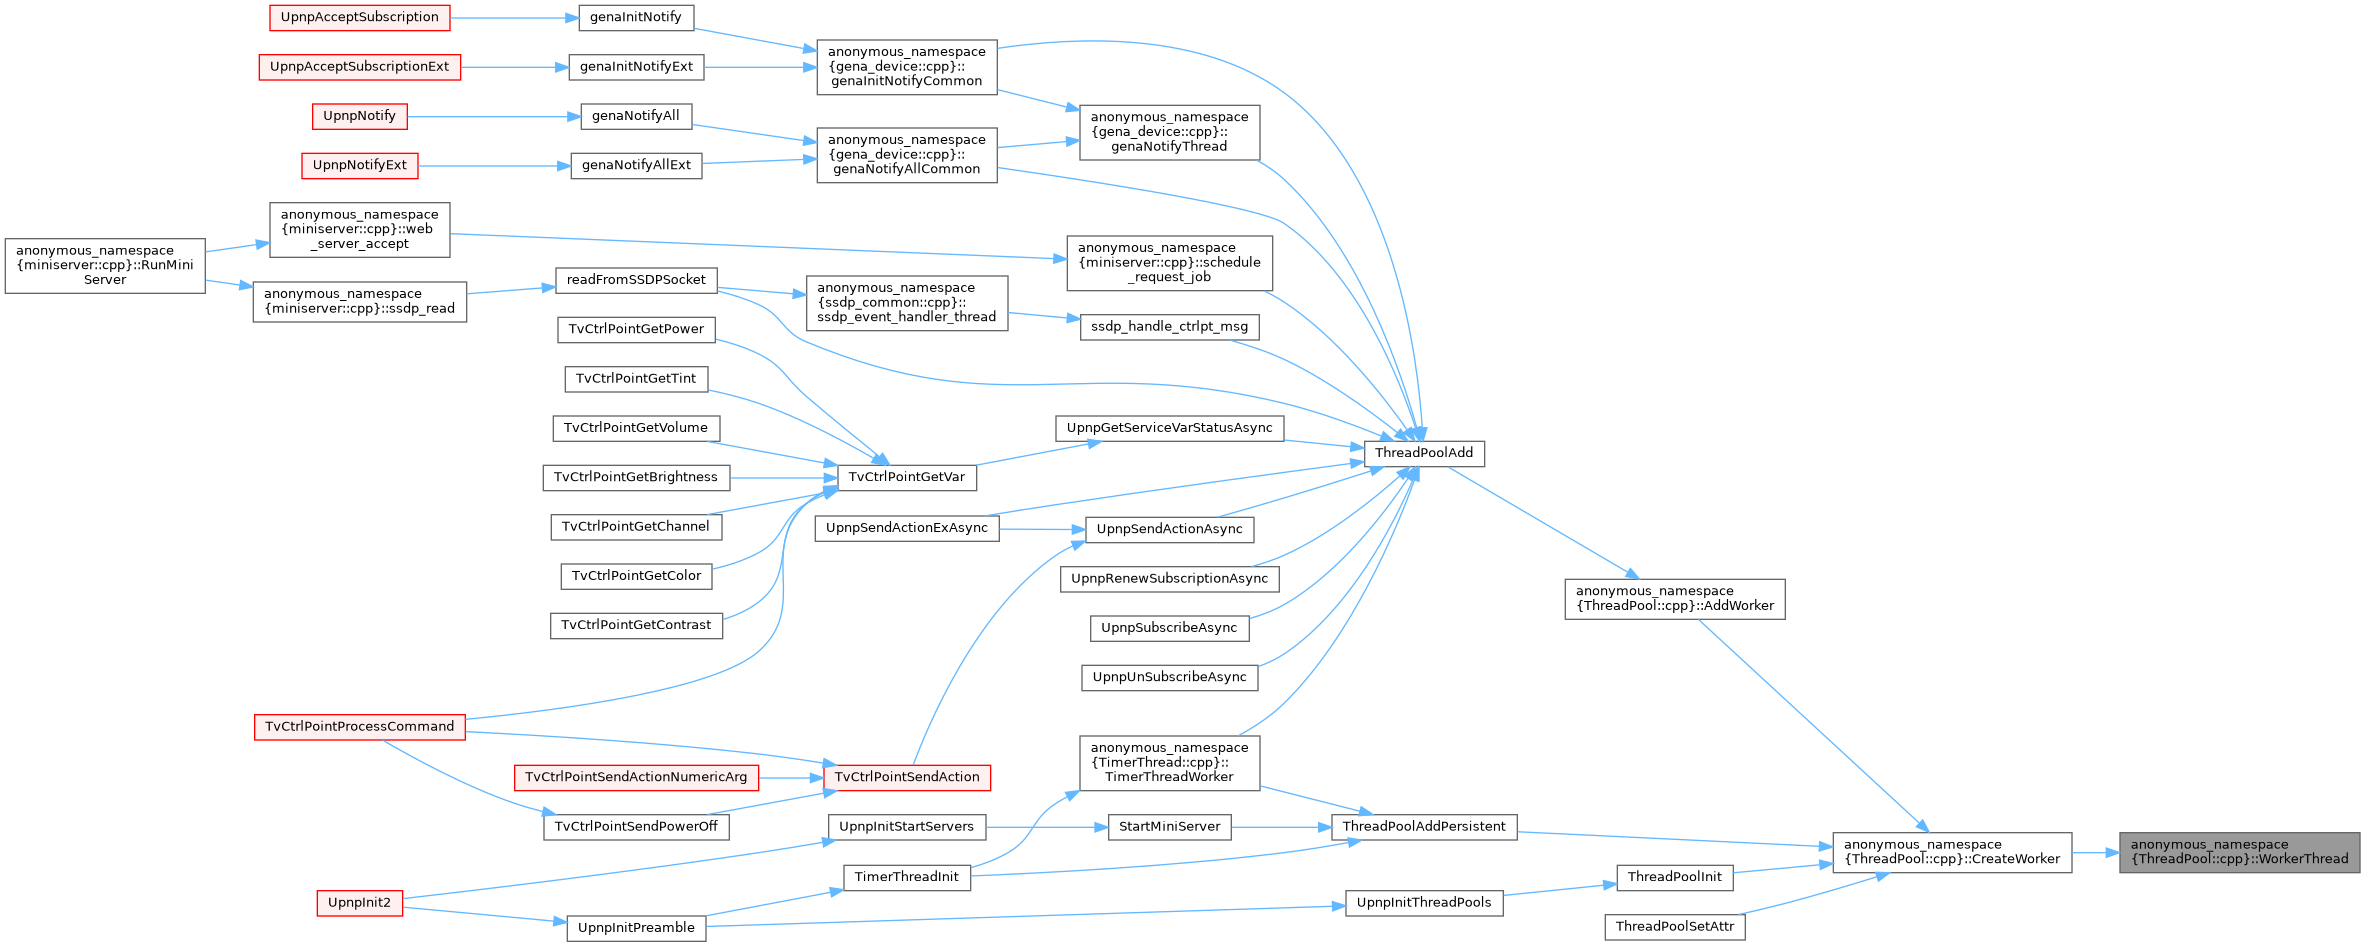 UpnpAcceptSubscription
genaInitNotify
UpnpAcceptSubscriptionExt
genaInitNotifyExt
anonymous_namespace
{gena_device::cpp}::
genaInitNotifyCommon
UpnpNotify
genaNotifyAll
UpnpNotifyExt
genaNotifyAllExt
anonymous_namespace
{gena_device::cpp}::
genaNotifyAllCommon
anonymous_namespace
{gena_device::cpp}::
genaNotifyThread
anonymous_namespace
{miniserver::cpp}::RunMini
Server
anonymous_namespace
{miniserver::cpp}::web
_server_accept
anonymous_namespace
{miniserver::cpp}::ssdp_read
readFromSSDPSocket
anonymous_namespace
{ssdp_common::cpp}::
ssdp_event_handler_thread
anonymous_namespace
{miniserver::cpp}::schedule
_request_job
ssdp_handle_ctrlpt_msg
TvCtrlPointGetPower
TvCtrlPointGetTint
TvCtrlPointGetVolume
TvCtrlPointGetBrightness
TvCtrlPointGetChannel
TvCtrlPointGetColor
TvCtrlPointGetContrast
TvCtrlPointGetVar
UpnpGetServiceVarStatusAsync
ThreadPoolAdd
UpnpSendActionExAsync
UpnpSendActionAsync
UpnpRenewSubscriptionAsync
UpnpSubscribeAsync
UpnpUnSubscribeAsync
anonymous_namespace
{ThreadPool::cpp}::AddWorker
TvCtrlPointProcessCommand
TvCtrlPointSendActionNumericArg
TvCtrlPointSendAction
TvCtrlPointSendPowerOff
anonymous_namespace
{TimerThread::cpp}::
TimerThreadWorker
UpnpInitStartServers
StartMiniServer
ThreadPoolAddPersistent
TimerThreadInit
UpnpInit2
UpnpInitPreamble
UpnpInitThreadPools
ThreadPoolInit
ThreadPoolSetAttr
anonymous_namespace
{ThreadPool::cpp}::CreateWorker
anonymous_namespace
{ThreadPool::cpp}::WorkerThread